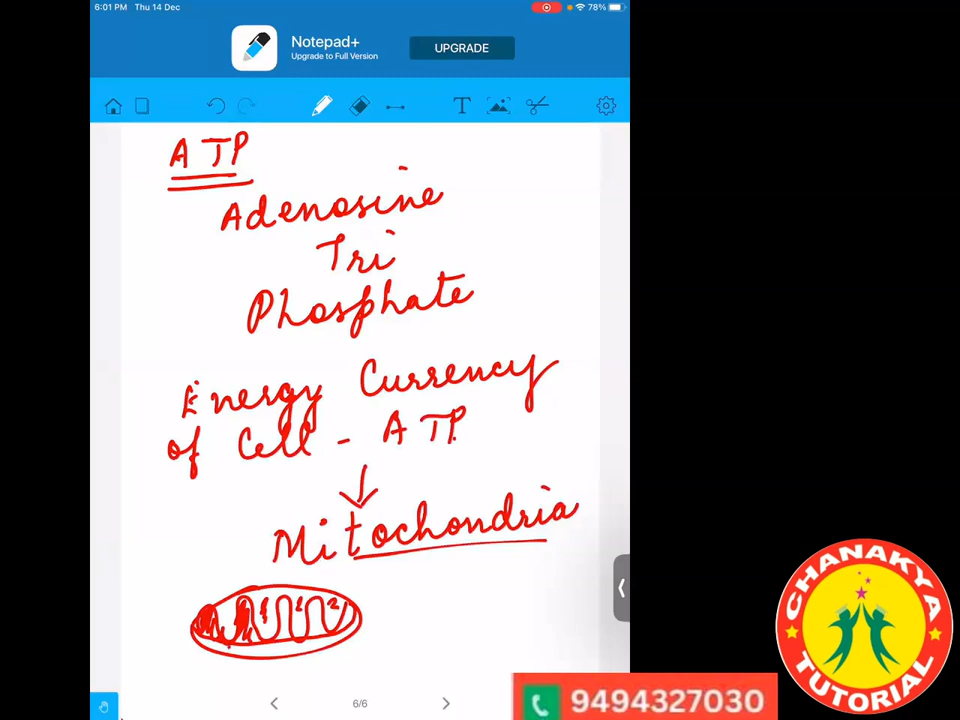 6:01 PM Thu 14 Dec
78%
Notepad+
Upgrade to Full Version
UPGRADE
T
ATP
Adenosine
Tri
Phosphate
Energy Currency
of Cell - ATP
Mitochondria
6/6
9494327030
CHANAKYA
TUTORIAL